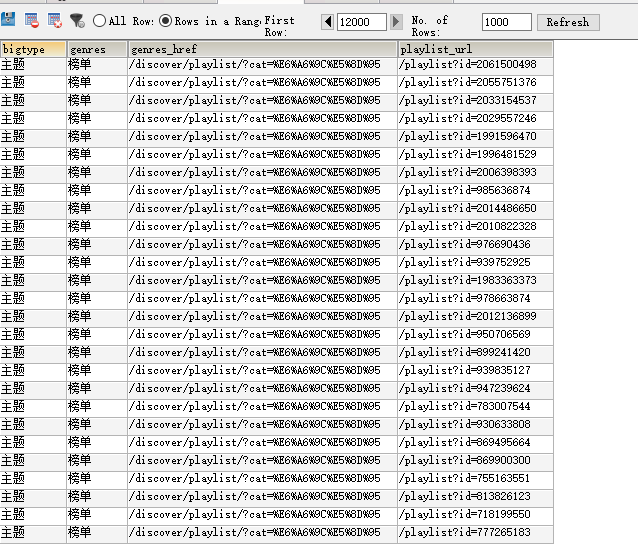 All Row: Rows in a Rang First Row: 12000 No. of Rows: 1000 Refresh
bigtype genres genres_href playlist_url
主题 榜单 /discover/playlist/?cat=%E6%A6%9C%E5%8D%95 /playlist?id=2061500498
主题 榜单 /discover/playlist/?cat=%E6%A6%9C%E5%8D%95 /playlist?id=2055751376
主题 榜单 /discover/playlist/?cat=%E6%A6%9C%E5%8D%95 /playlist?id=2033154537
主题 榜单 /discover/playlist/?cat=%E6%A6%9C%E5%8D%95 /playlist?id=2029557246
主题 榜单 /discover/playlist/?cat=%E6%A6%9C%E5%8D%95 /playlist?id=1991596470
主题 榜单 /discover/playlist/?cat=%E6%A6%9C%E5%8D%95 /playlist?id=1996481529
主题 榜单 /discover/playlist/?cat=%E6%A6%9C%E5%8D%95 /playlist?id=2006398393
主题 榜单 /discover/playlist/?cat=%E6%A6%9C%E5%8D%95 /playlist?id=985636874
主题 榜单 /discover/playlist/?cat=%E6%A6%9C%E5%8D%95 /playlist?id=2014486650
主题 榜单 /discover/playlist/?cat=%E6%A6%9C%E5%8D%95 /playlist?id=2010822328
主题 榜单 /discover/playlist/?cat=%E6%A6%9C%E5%8D%95 /playlist?id=976690436
主题 榜单 /discover/playlist/?cat=%E6%A6%9C%E5%8D%95 /playlist?id=939752925
主题 榜单 /discover/playlist/?cat=%E6%A6%9C%E5%8D%95 /playlist?id=1983363373
主题 榜单 /discover/playlist/?cat=%E6%A6%9C%E5%8D%95 /playlist?id=978663874
主题 榜单 /discover/playlist/?cat=%E6%A6%9C%E5%8D%95 /playlist?id=2012136899
主题 榜单 /discover/playlist/?cat=%E6%A6%9C%E5%8D%95 /playlist?id=950706569
主题 榜单 /discover/playlist/?cat=%E6%A6%9C%E5%8D%95 /playlist?id=899241420
主题 榜单 /discover/playlist/?cat=%E6%A6%9C%E5%8D%95 /playlist?id=939835127
主题 榜单 /discover/playlist/?cat=%E6%A6%9C%E5%8D%95 /playlist?id=947239624
主题 榜单 /discover/playlist/?cat=%E6%A6%9C%E5%8D%95 /playlist?id=783007544
主题 榜单 /discover/playlist/?cat=%E6%A6%9C%E5%8D%95 /playlist?id=930633808
主题 榜单 /discover/playlist/?cat=%E6%A6%9C%E5%8D%95 /playlist?id=869495664
主题 榜单 /discover/playlist/?cat=%E6%A6%9C%E5%8D%95 /playlist?id=869900300
主题 榜单 /discover/playlist/?cat=%E6%A6%9C%E5%8D%95 /playlist?id=755163551
主题 榜单 /discover/playlist/?cat=%E6%A6%9C%E5%8D%95 /playlist?id=813826123
主题 榜单 /discover/playlist/?cat=%E6%A6%9C%E5%8D%95 /playlist?id=718199550
主题 榜单 /discover/playlist/?cat=%E6%A6%9C%E5%8D%95 /playlist?id=777265183